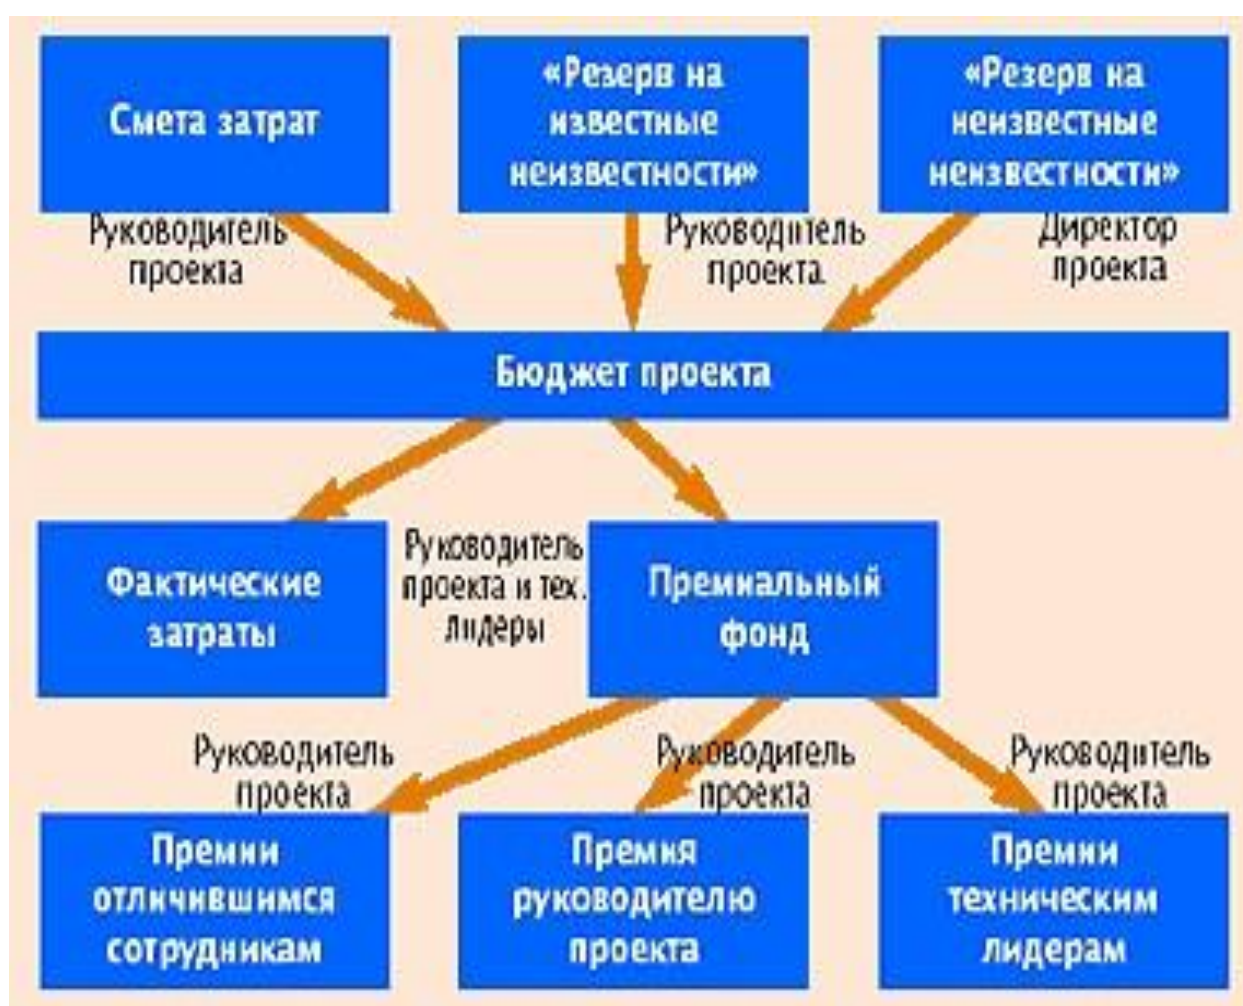 Смета затрат
«Резерв на
известные
неизвестности»
«Резерв на
неизвестные
неизвестности»
Руководитель
проекта
Руководитель
проекта
Директор
проекта
Бюджет проекта
Фактические
затраты
Руководитель
проекта и тех.
лидеры
Премиальный
фонд
Руководитель
проекта
Руководитель
проекта
Руководитель
проекта
Премии
отличившимся
сотрудникам
Премия
руководителю
проекта
Премии
техническим
лидерам